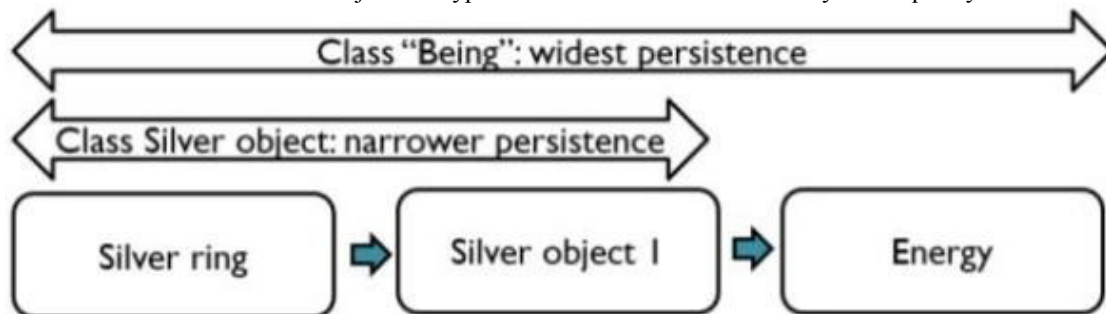 Class “Being”: widest persistence
Class Silver object: narrower persistence
Silver ring
Silver object 1
Energy